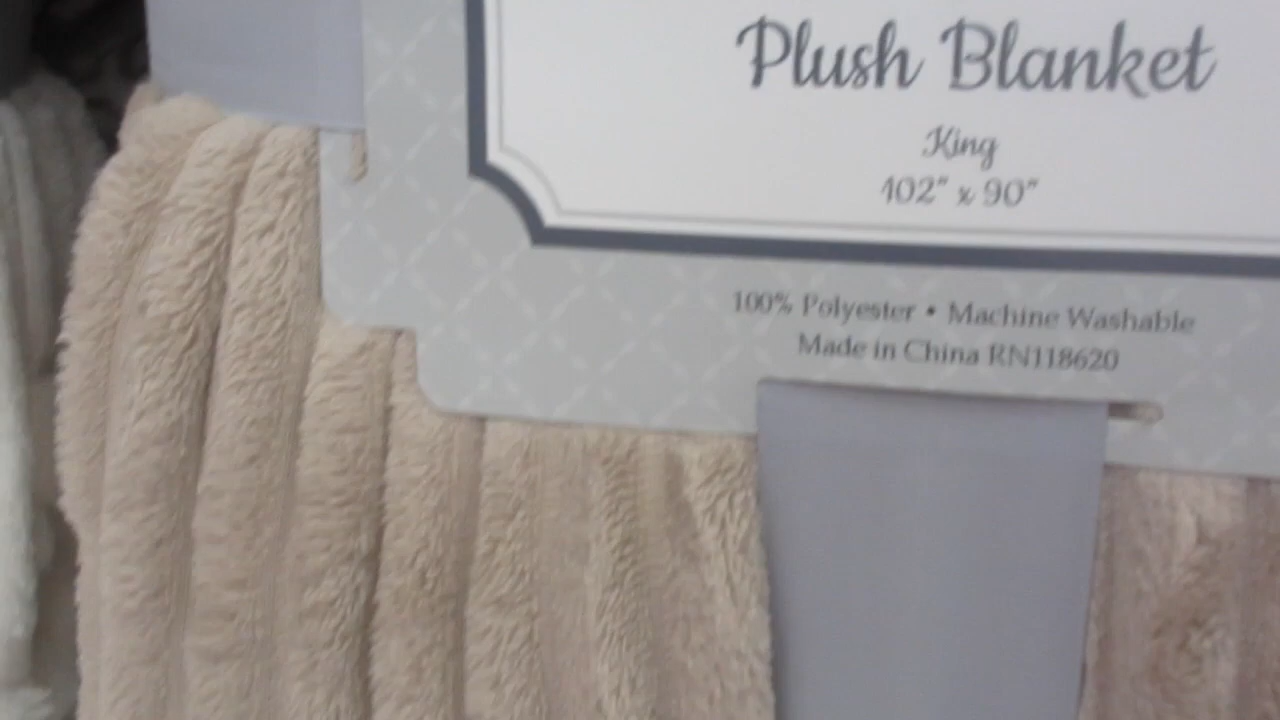 Plush Blanket
King
102" x 90"
100% Polyester • Machine Washable
Made in China RN118620